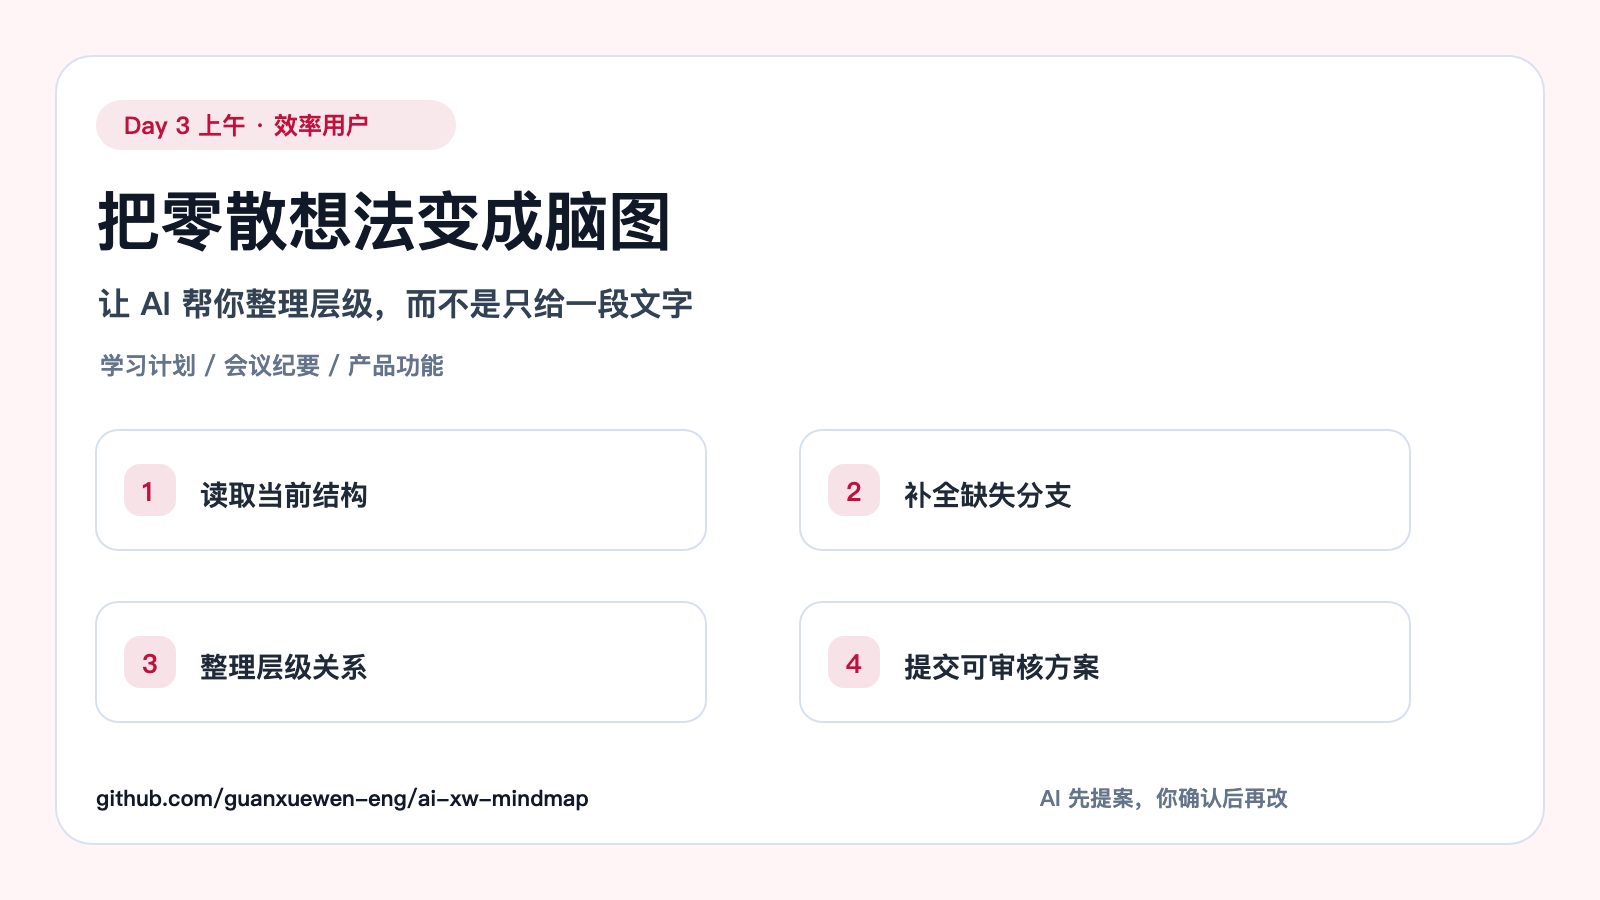 Day 3 上午 · 效率用户
把零散想法变成脑图
让 AI 帮你整理层级，而不是只给一段文字
学习计划 / 会议纪要 / 产品功能
1 读取当前结构
2 补全缺失分支
3 整理层级关系
4 提交可审核方案
github.com/guanxuewen-eng/ai-xw-mindmap
AI 先提案，你确认后再改